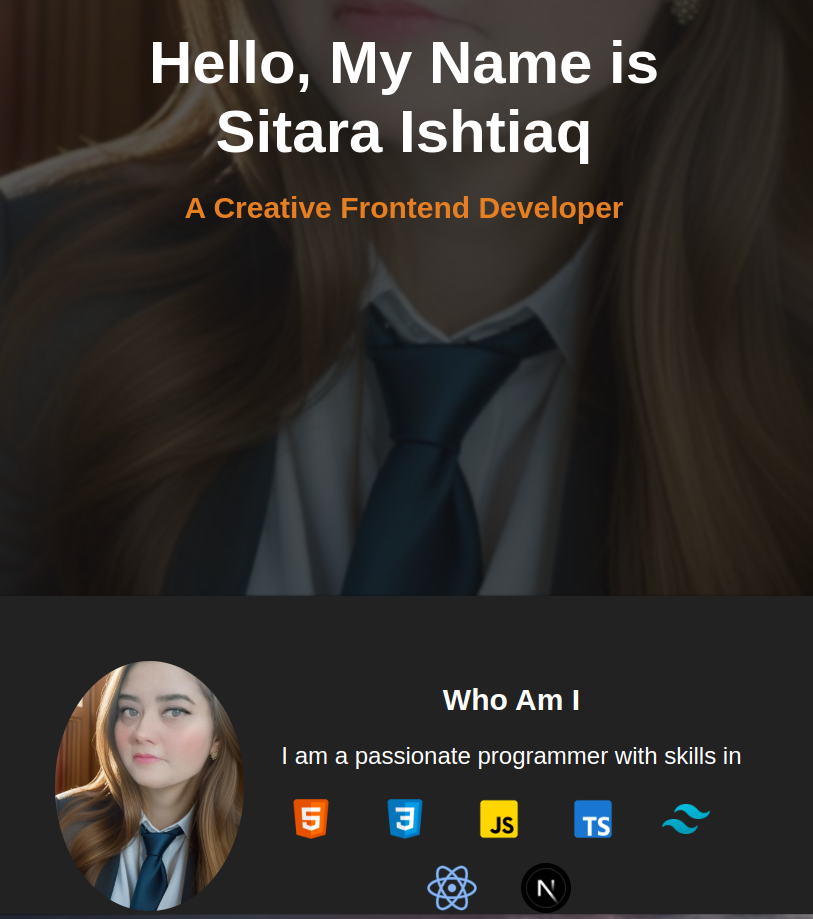 Hello, My Name is
Sitara Ishtiaq
A Creative Frontend Developer
Who Am I
I am a passionate programmer with skills in
5 3 JS TS
N